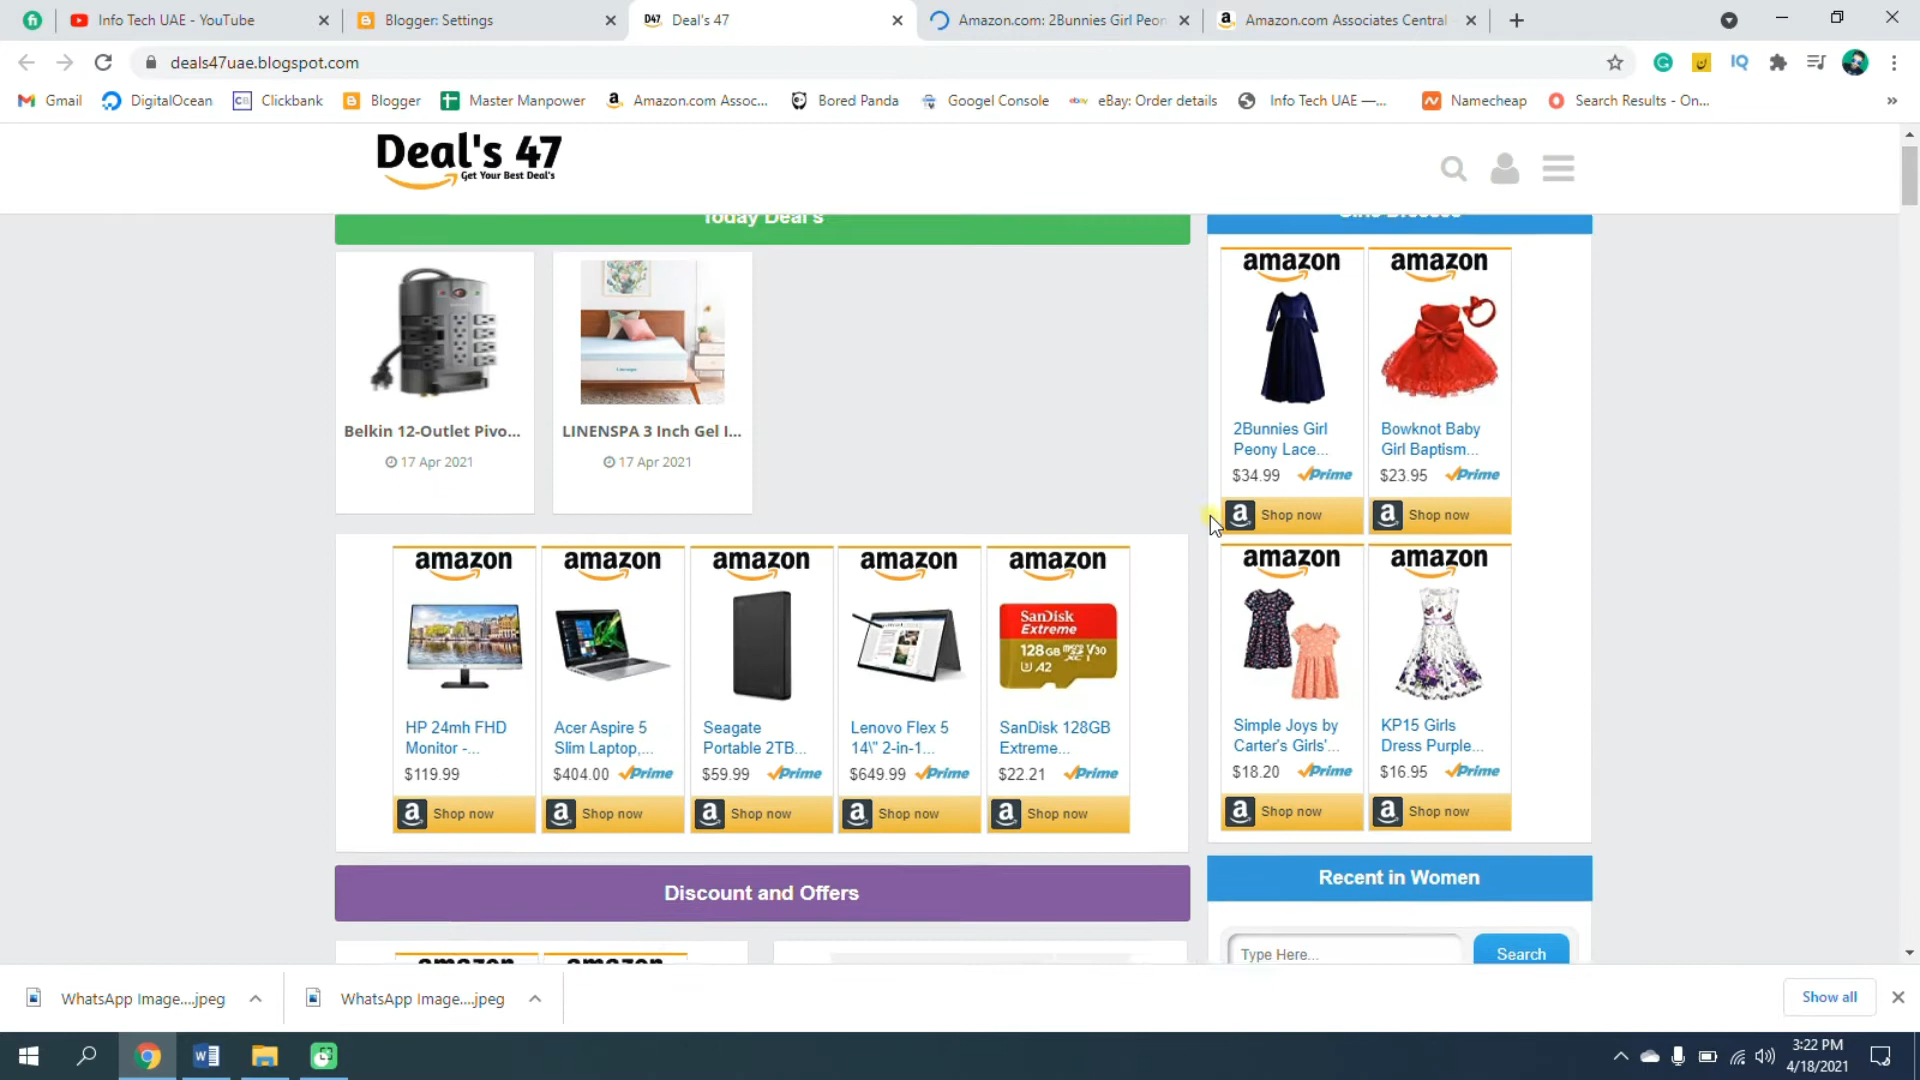 Info Tech UAE - YouTube
Blogger: Settings
D47 Deal's 47
Amazon.com: 2Bunnies Girl Peon
Amazon.com Associates Central
deals47uae.blogspot.com
Gmail
DigitalOcean
CB Clickbank
Blogger
Master Manpower
Amazon.com Assoc...
Bored Panda
Googel Console
eBay: Order details
Info Tech UAE —...
Namecheap
Search Results - On...
Deal's 47
Get Your Best Deal's
Today Deal's
Belkin 12-Outlet Pivo...
17 Apr 2021
LINENSPA 3 Inch Gel I...
17 Apr 2021
amazon
HP 24mh FHD
Monitor -...
$119.99
Shop now
amazon
Acer Aspire 5
Slim Laptop,...
$404.00 Prime
Shop now
amazon
Seagate
Portable 2TB...
$59.99 Prime
Shop now
amazon
Lenovo Flex 5
14\" 2-in-1...
$649.99 Prime
Shop now
amazon
SanDisk
Extreme
128GB
V30
A2
SanDisk 128GB
Extreme...
$22.21 Prime
Shop now
Discount and Offers
amazon
2Bunnies Girl
Peony Lace...
$34.99 Prime
Shop now
amazon
Bowknot Baby
Girl Baptism...
$23.95 Prime
Shop now
amazon
Simple Joys by
Carter's Girls'...
$18.20 Prime
Shop now
amazon
KP15 Girls
Dress Purple...
$16.95 Prime
Shop now
Recent in Women
Type Here...
Search
WhatsApp Image....jpeg
WhatsApp Image....jpeg
Show all
3:22 PM
4/18/2021